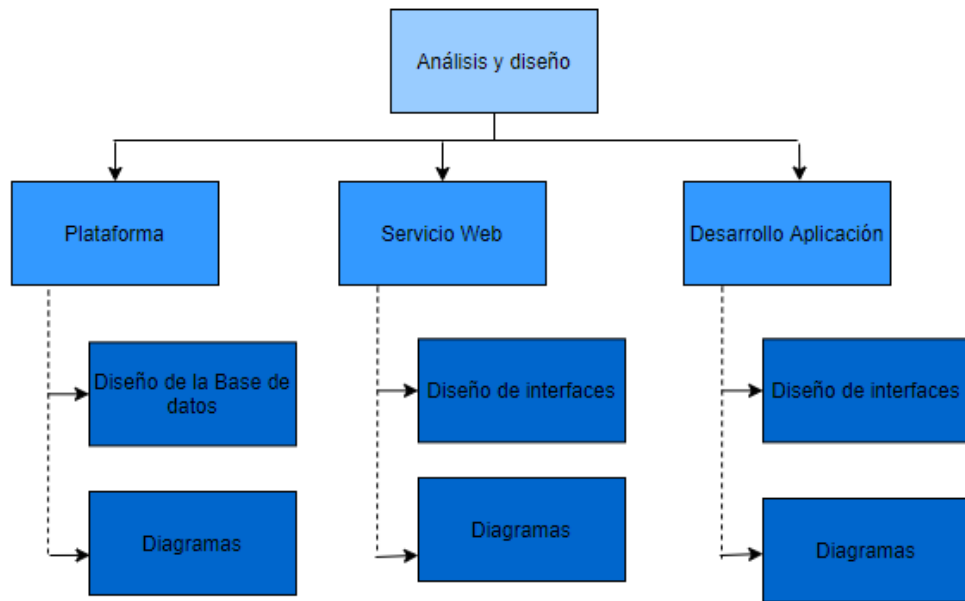 Análisis y diseño
Plataforma
Servicio Web
Desarrollo Aplicación
Diseño de la Base de
datos
Diseño de interfaces
Diseño de interfaces
Diagramas
Diagramas
Diagramas